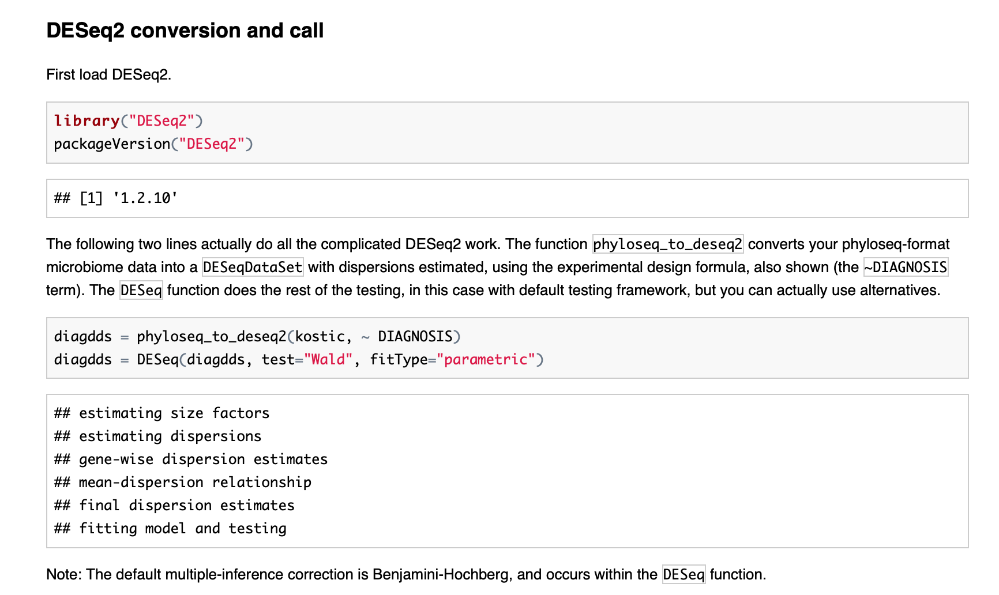 DESeq2 conversion and call
First load DESeq2.
library("DESeq2")
packageVersion("DESeq2")
## [1] '1.2.10'
The following two lines actually do all the complicated DESeq2 work. The function phyloseq_to_deseq2 converts your phyloseq-format
microbiome data into a DESeqDataSet with dispersions estimated, using the experimental design formula, also shown (the ~DIAGNOSIS
term). The DESeq function does the rest of the testing, in this case with default testing framework, but you can actually use alternatives.
diagdds = phyloseq_to_deseq2(kostic, ~ DIAGNOSIS)
diagdds = DESeq(diagdds, test="Wald", fitType="parametric")
## estimating size factors
## estimating dispersions
## gene-wise dispersion estimates
## mean-dispersion relationship
## final dispersion estimates
## fitting model and testing
Note: The default multiple-inference correction is Benjamini-Hochberg, and occurs within the DESeq function.